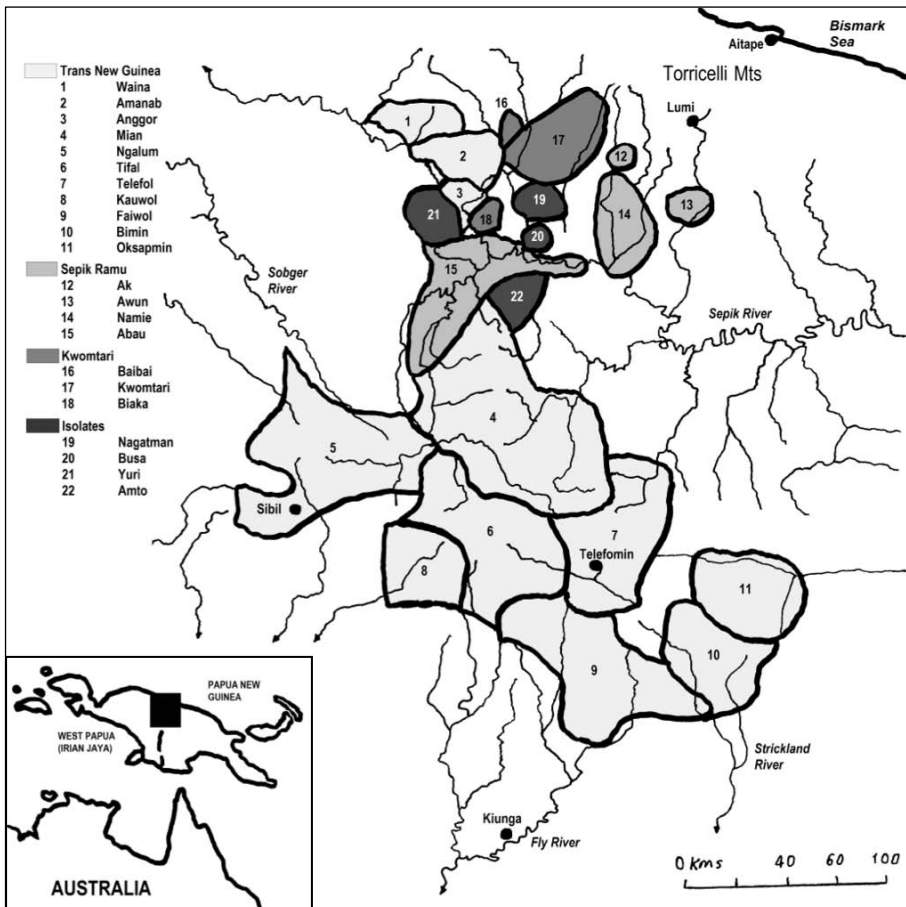 Trans New Guinea
1 Waina
2 Amanab
3 Anggor
4 Mian
5 Ngalum
6 Tifal
7 Telefol
8 Kauwol
9 Faiwol
10 Bimin
11 Oksapmin
Sepik Ramu
12 Ak
13 Awun
14 Namie
15 Abau
Kwomtari
16 Baibai
17 Kwomtari
18 Biaka
Isolates
19 Nagatman
20 Busa
21 Yuri
22 Amto
Bismark
Sea
Aitape
Torricelli Mts
Lumi
16
1
17
2
12
3
19
13
21
18
14
20
15
Sobger
River
22
Sepik River
4
5
Sibil
6
7
Telefomin
8
11
10
9
Strickland
River
Kiunga
Fly River
0 Kms 40 60 100
PAPUA NEW
GUINEA
WEST PAPUA
(IRIAN JAYA)
AUSTRALIA